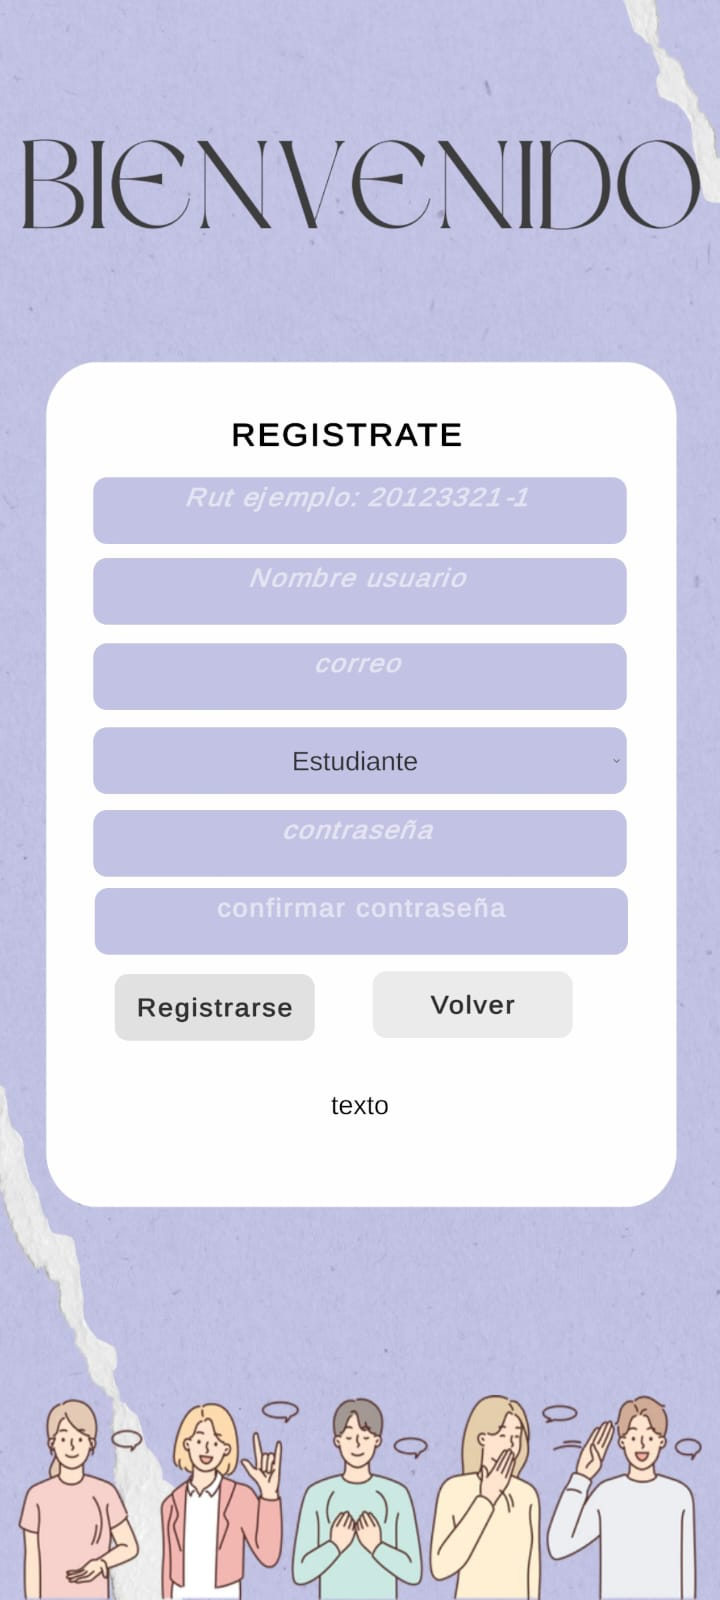 BIENVENIDO
REGISTRATE
Rut ejemplo: 20123321-1
Nombre usuario
correo
Estudiante
contraseña
confirmar contraseña
Registrarse
Volver
texto